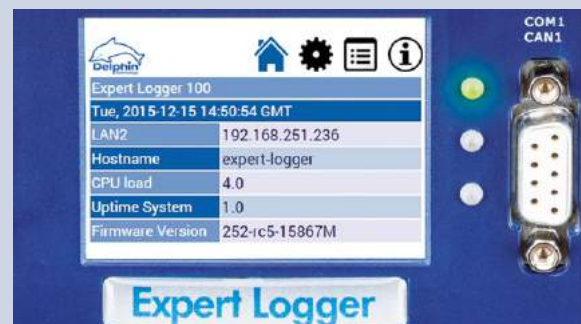 COM1
CAN1
Delphin
Expert Logger 100
Tue, 2015-12-15 14:50:54 GMT
LAN2 192.168.251.236
Hostname expert-logger
CPU load 4.0
Uptime System 1.0
Firmware Version 252-rc5-15867M
Expert Logger